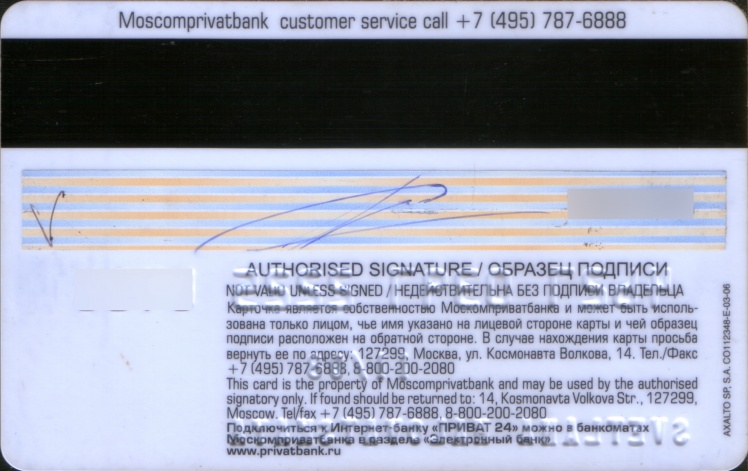 Moscomprivatbank customer service call +7 (495) 787-6888
AUTHORISED SIGNATURE / ОБРАЗЕЦ ПОДПИСИ
NOT VALID UNLESS SIGNED / НЕДЕЙСТВИТЕЛЬНА БЕЗ ПОДПИСИ ВЛАДЕЛЬЦА
Карточка является собственностью Москомприватбанка и может быть исполь-
зована только лицом, чье имя указано на лицевой стороне карты и чей образец
подписи расположен на обратной стороне. В случае нахождения карты просьба
вернуть ее по адресу: 127299, Москва, ул. Космонавта Волкова, 14. Тел./Факс
+7 (495) 787-6888, 8-800-200-2080
This card is the property of Moscomprivatbank and may be used by the authorised
signatory only. If found should be returned to: 14, Kosmonavta Volkova Str., 127299,
Moscow. Tel/fax +7 (495) 787-6888, 8-800-200-2080
Подключиться к Интернет-банку «ПРИВАТ 24» можно в банкоматах
Москомприватбанка в разделе «Электронный банк»
www.privatbank.ru
AXALTO SP, S.A. CO112348-E-03-06